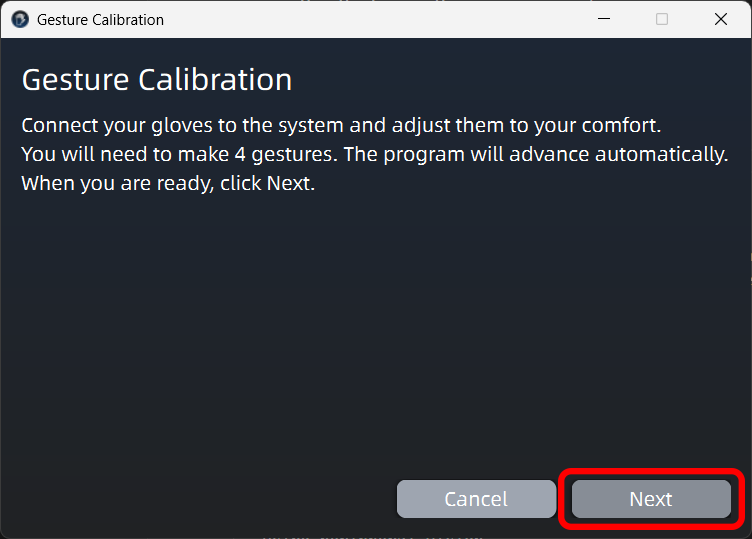 Gesture Calibration
Gesture Calibration
Connect your gloves to the system and adjust them to your comfort.
You will need to make 4 gestures. The program will advance automatically.
When you are ready, click Next.
Cancel Next